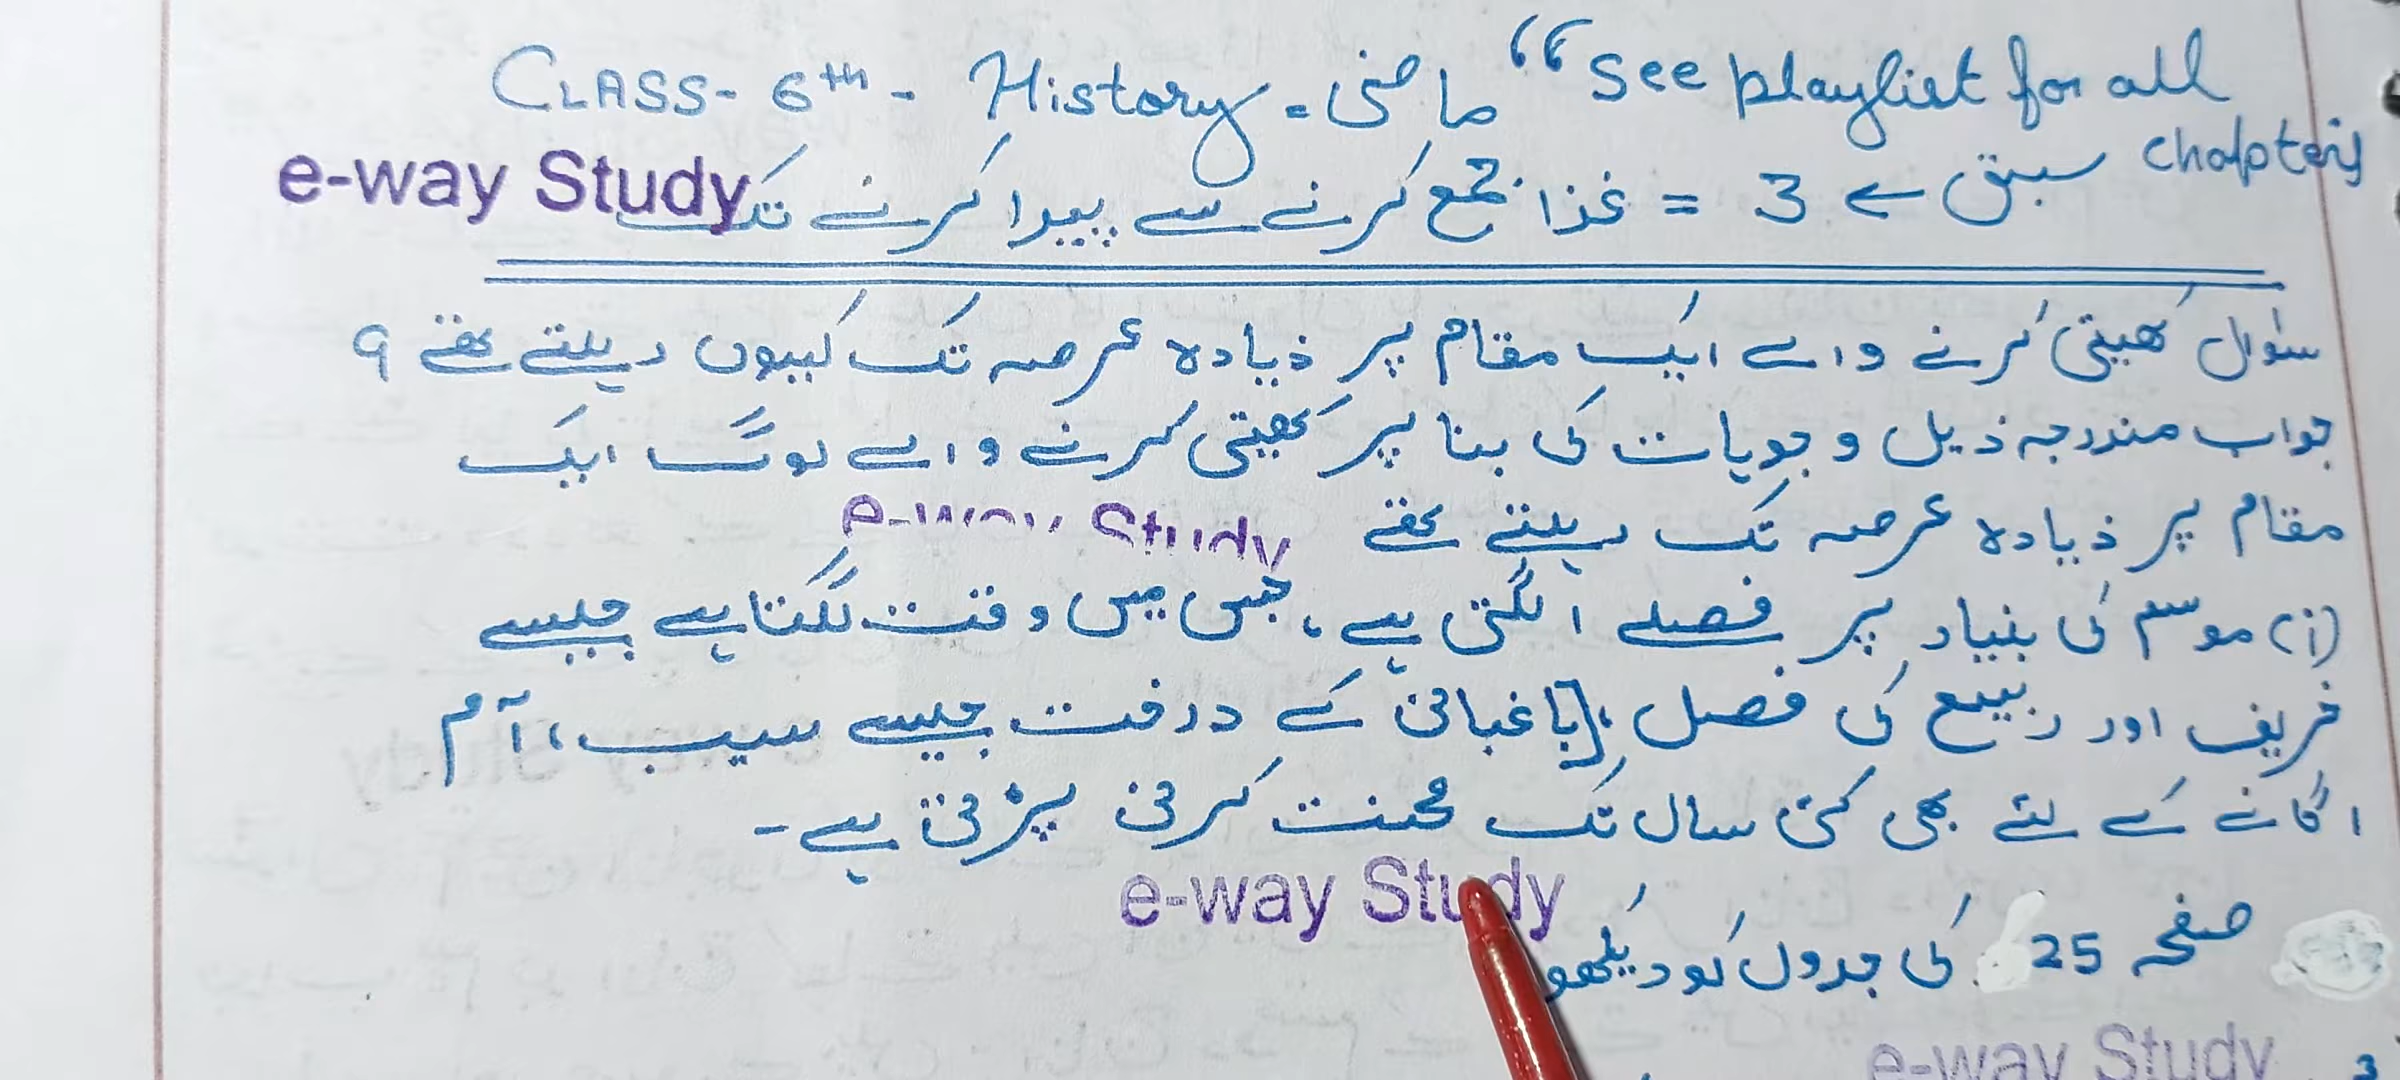 CLASS- 6th - History - ماضی “ See playlist for all
chapters
سبق ← 3 = غذا جمع کرنے سے پیدا کرنے تک
e-way Study
سوال کھیتی کرنے والے ایک مقام پر ذیادہ عرصہ تک کیوں رہتے تھے ؟
جواب مندرجہ ذیل وجوہات کی بنا پر کھیتی کرنے والے لوگ ایک
مقام پر ذیادہ عرصہ تک رہتے تھے
e-way Study
(i) موسم کی بنیاد پر فصلے اگتی ہے، جس میں وقت لگتا ہے جیسے
خریف اور ربیع کی فصل، باغبانی کے درخت جیسے سیب، آم
اگانے کے لئے بھی کئی سال تک محنت کرنی پڑتی ہے۔
e-way Study
صفحہ 25 کی جدول کو دیکھو
e-way Study
3